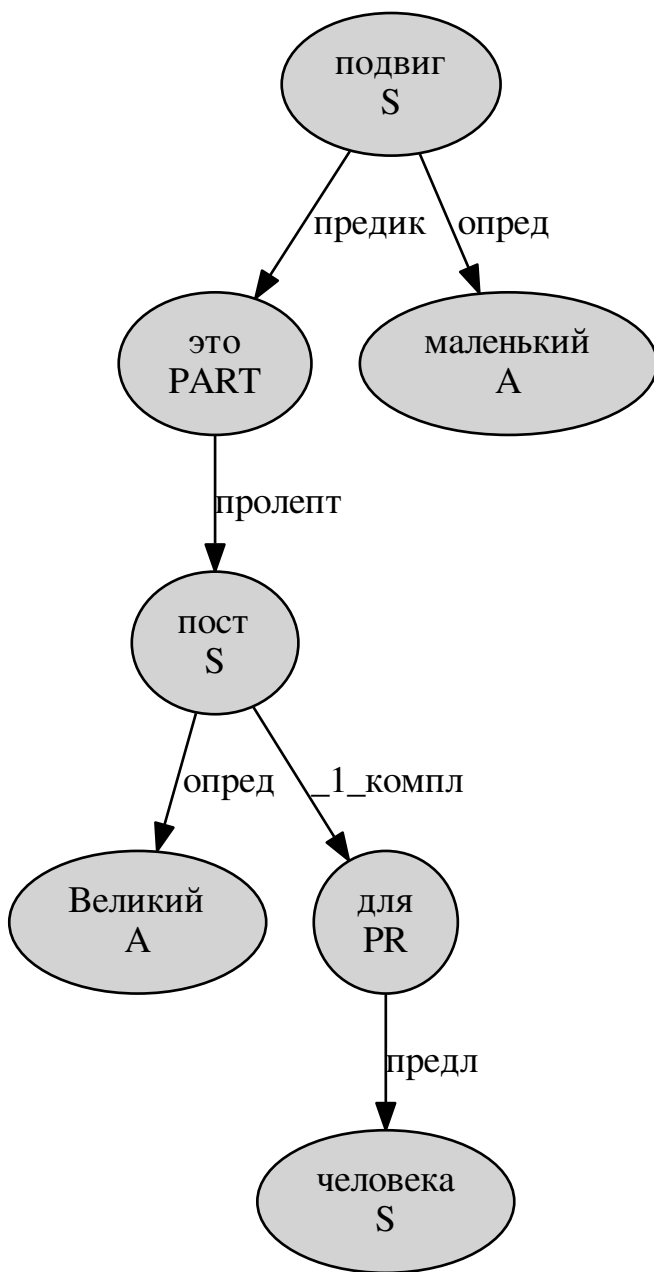 подвиг
S
предик
опред
это
PART
маленький
A
пролепт
пост
S
опред
_1_компл
Великий
A
для
PR
предл
человека
S